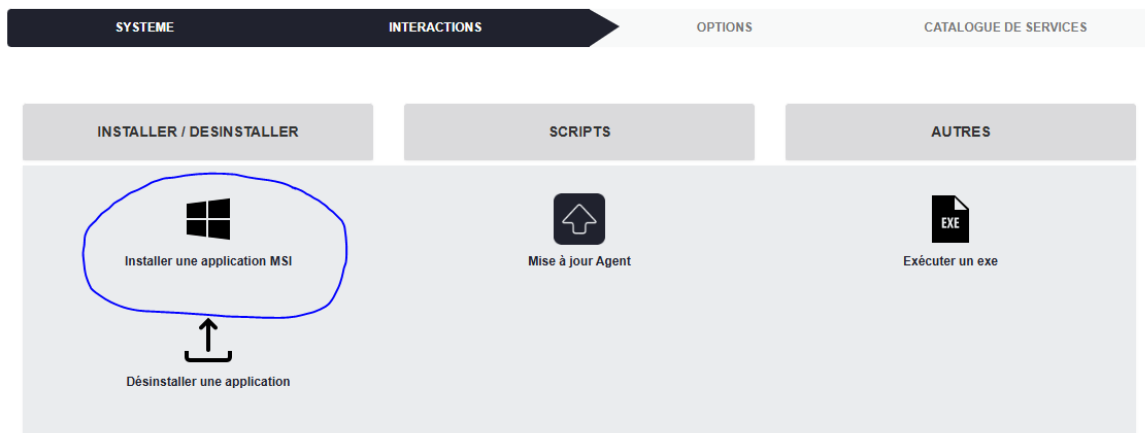 SYSTEME INTERACTIONS OPTIONS CATALOGUE DE SERVICES
INSTALLER / DESINSTALLER SCRIPTS AUTRES
EXE
Installer une application MSI Mise à jour Agent Exécuter un exe
Désinstaller une application